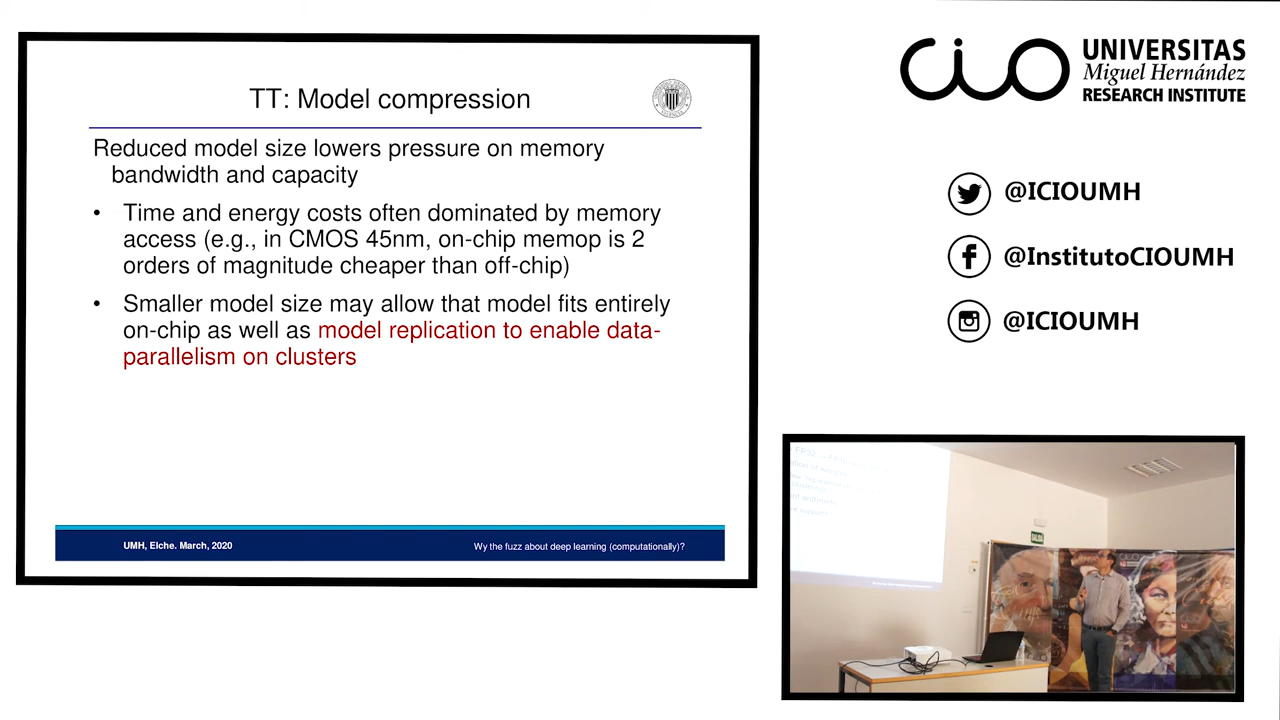 TT: Model compression
Reduced model size lowers pressure on memory
bandwidth and capacity
• Time and energy costs often dominated by memory
access (e.g., in CMOS 45nm, on-chip memop is 2
orders of magnitude cheaper than off-chip)
• Smaller model size may allow that model fits entirely
on-chip as well as model replication to enable data-
parallelism on clusters
UMH, Elche. March, 2020
Wy the fuzz about deep learning (computationally)?
CIO
UNIVERSITAS
Miguel Hernández
RESEARCH INSTITUTE
@ICIOUMH
@InstitutoCIOUMH
@ICIOUMH
SALIDA